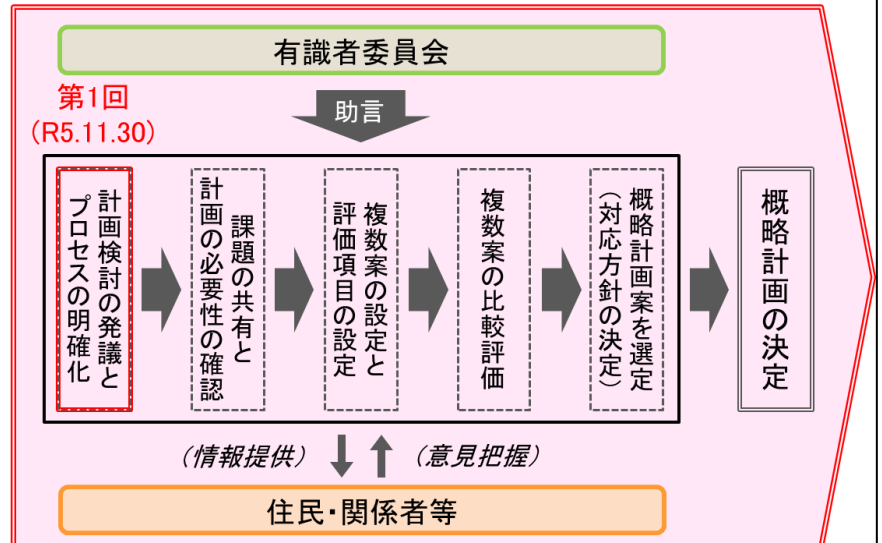 有識者委員会
第1回
（R5.11.30）
助言
計画検討の発議と
プロセスの明確化
課題の共有と
計画の必要性の確認
複数案の設定と
評価項目の設定
複数案の比較評価
概略計画案を選定
（対応方針の決定）
概略計画の決定
（情報提供）
（意見把握）
住民・関係者等